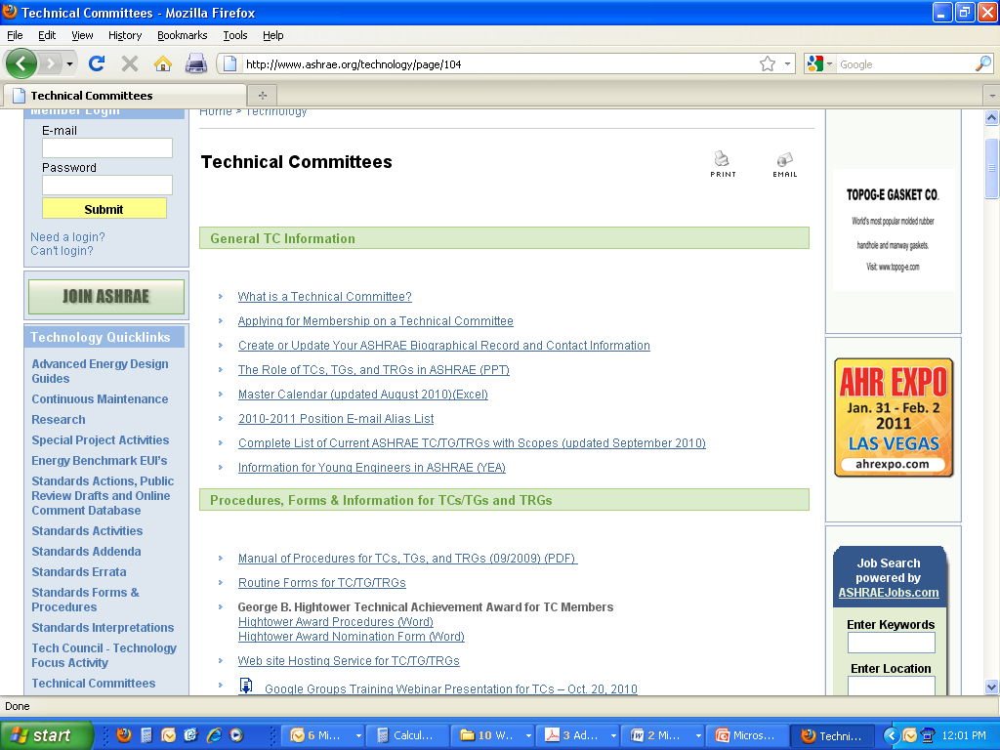 Technical Committees - Mozilla Firefox
File Edit View History Bookmarks Tools Help
http://www.ashrae.org/technology/page/104
Google
Technical Committees
Member Login
E-mail
Password
Submit
Need a login?
Can't login?
JOIN ASHRAE
Technology Quicklinks
Advanced Energy Design
Guides
Continuous Maintenance
Research
Special Project Activities
Energy Benchmark EUI's
Standards Actions, Public
Review Drafts and Online
Comment Database
Standards Activities
Standards Addenda
Standards Errata
Standards Forms &
Procedures
Standards Interpretations
Tech Council - Technology
Focus Activity
Technical Committees
Home > Technology
Technical Committees
PRINT
EMAIL
General TC Information
What is a Technical Committee?
Applying for Membership on a Technical Committee
Create or Update Your ASHRAE Biographical Record and Contact Information
The Role of TCs, TGs, and TRGs in ASHRAE (PPT)
Master Calendar (updated August 2010)(Excel)
2010-2011 Position E-mail Alias List
Complete List of Current ASHRAE TC/TG/TRGs with Scopes (updated September 2010)
Information for Young Engineers in ASHRAE (YEA)
Procedures, Forms & Information for TCs/TGs and TRGs
Manual of Procedures for TCs, TGs, and TRGs (09/2009) (PDF)
Routine Forms for TC/TG/TRGs
George B. Hightower Technical Achievement Award for TC Members
Hightower Award Procedures (Word)
Hightower Award Nomination Form (Word)
Web site Hosting Service for TC/TG/TRGs
Google Groups Training Webinar Presentation for TCs – Oct. 20, 2010
TOPOG-E GASKET CO.
World's most popular molded rubber
handhole and manway gaskets.
Visit: www.topog-e.com
AHR EXPO
Jan. 31 - Feb. 2
2011
LAS VEGAS
ahrexpo.com
Job Search
powered by
ASHRAEJobs.com
Enter Keywords
Enter Location
Done
start
6 Mi...
Calcul...
10 W...
3 Ad...
2 Mi...
Micros...
Techni...
12:01 PM